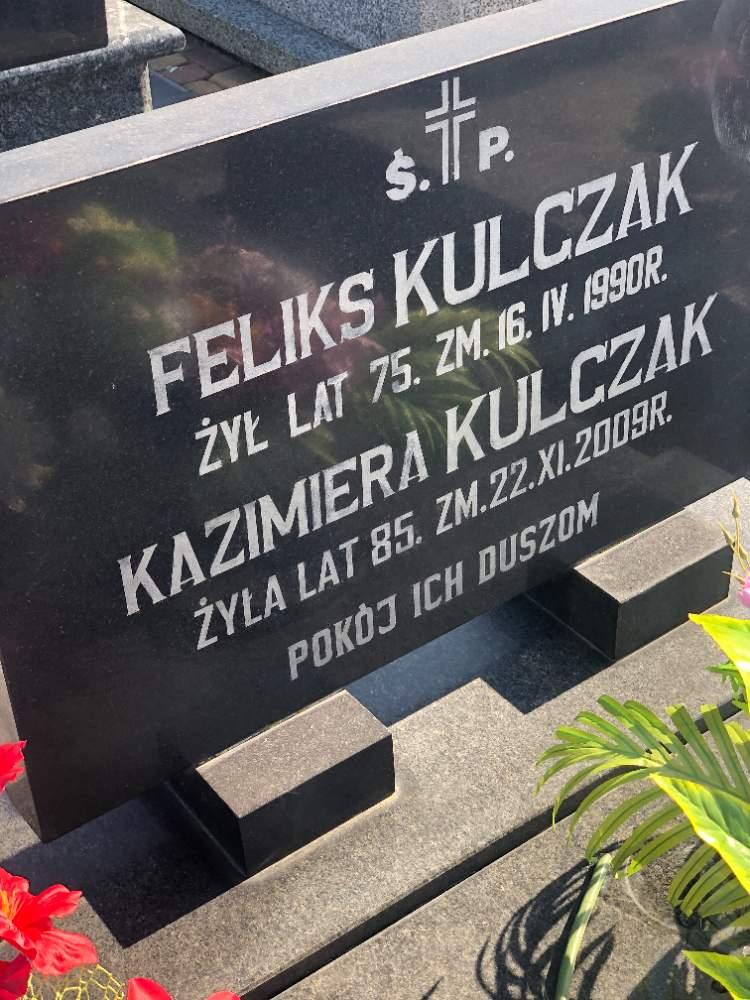 Ś. P.
FELIKS KULCZAK
ŻYŁ LAT 75. ZM. 16. IV. 1990R.
KAZIMIERA KULCZAK
ŻYŁA LAT 85. ZM. 22. XI. 2009R.
POKÓJ ICH DUSZOM